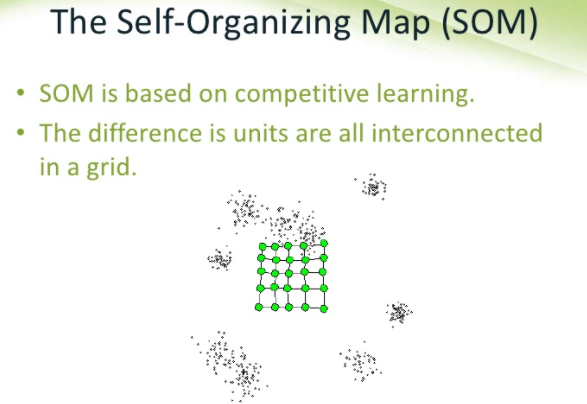 The Self-Organizing Map (SOM)
• SOM is based on competitive learning.
• The difference is units are all interconnected
in a grid.